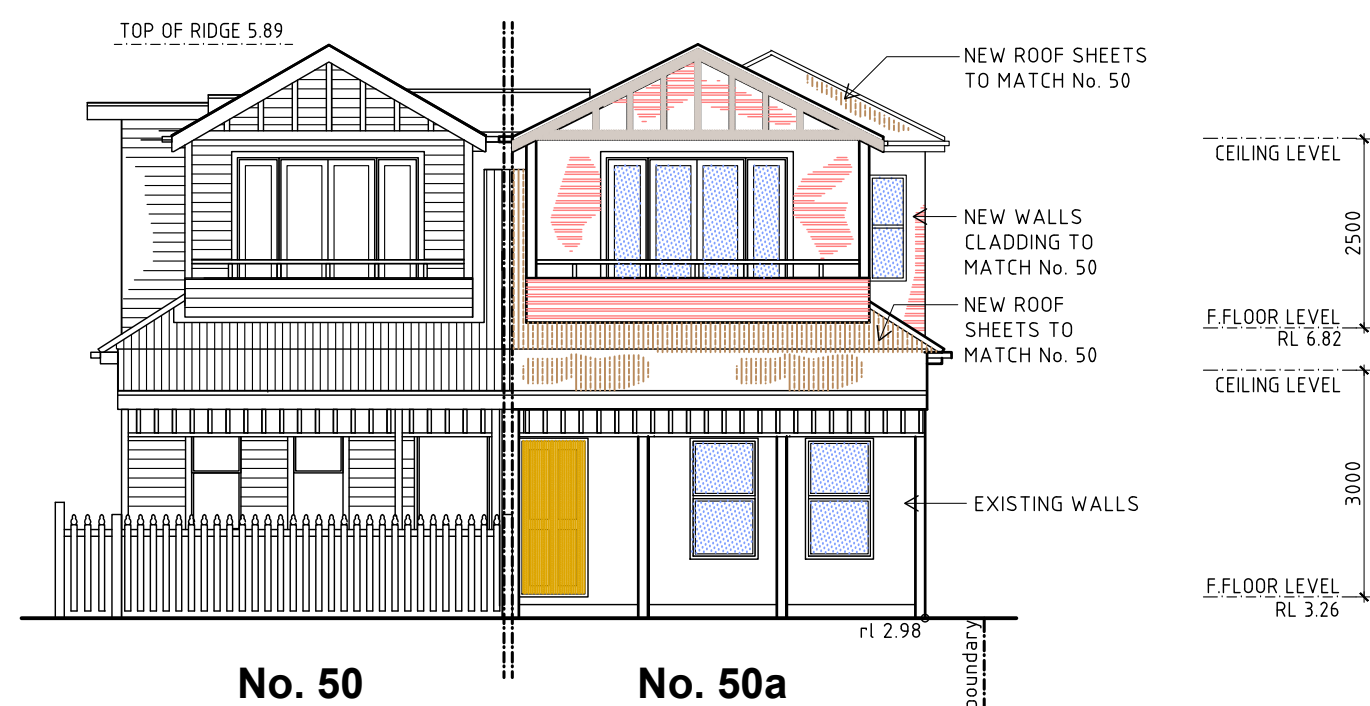 TOP OF RIDGE 5.89
NEW ROOF SHEETS
TO MATCH No. 50
CEILING LEVEL
2500
NEW WALLS
CLADDING TO
MATCH No. 50
NEW ROOF
SHEETS TO
MATCH No. 50
F.FLOOR LEVEL
RL 6.82
CEILING LEVEL
3000
EXISTING WALLS
F.FLOOR LEVEL
RL 3.26
rl 2.98
boundary
No. 50
No. 50a